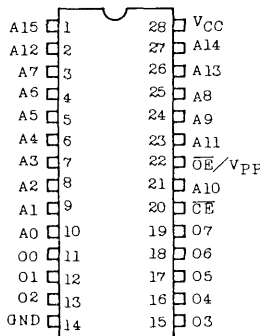 A15 1 28 VCC
A12 2 27 A14
A7 3 26 A13
A6 4 25 A8
A5 5 24 A9
A4 6 23 A11
A3 7 22 OE/VPP
A2 8 21 A10
A1 9 20 CE
A0 10 19 O7
O0 11 18 O6
O1 12 17 O5
O2 13 16 O4
GND 14 15 O3